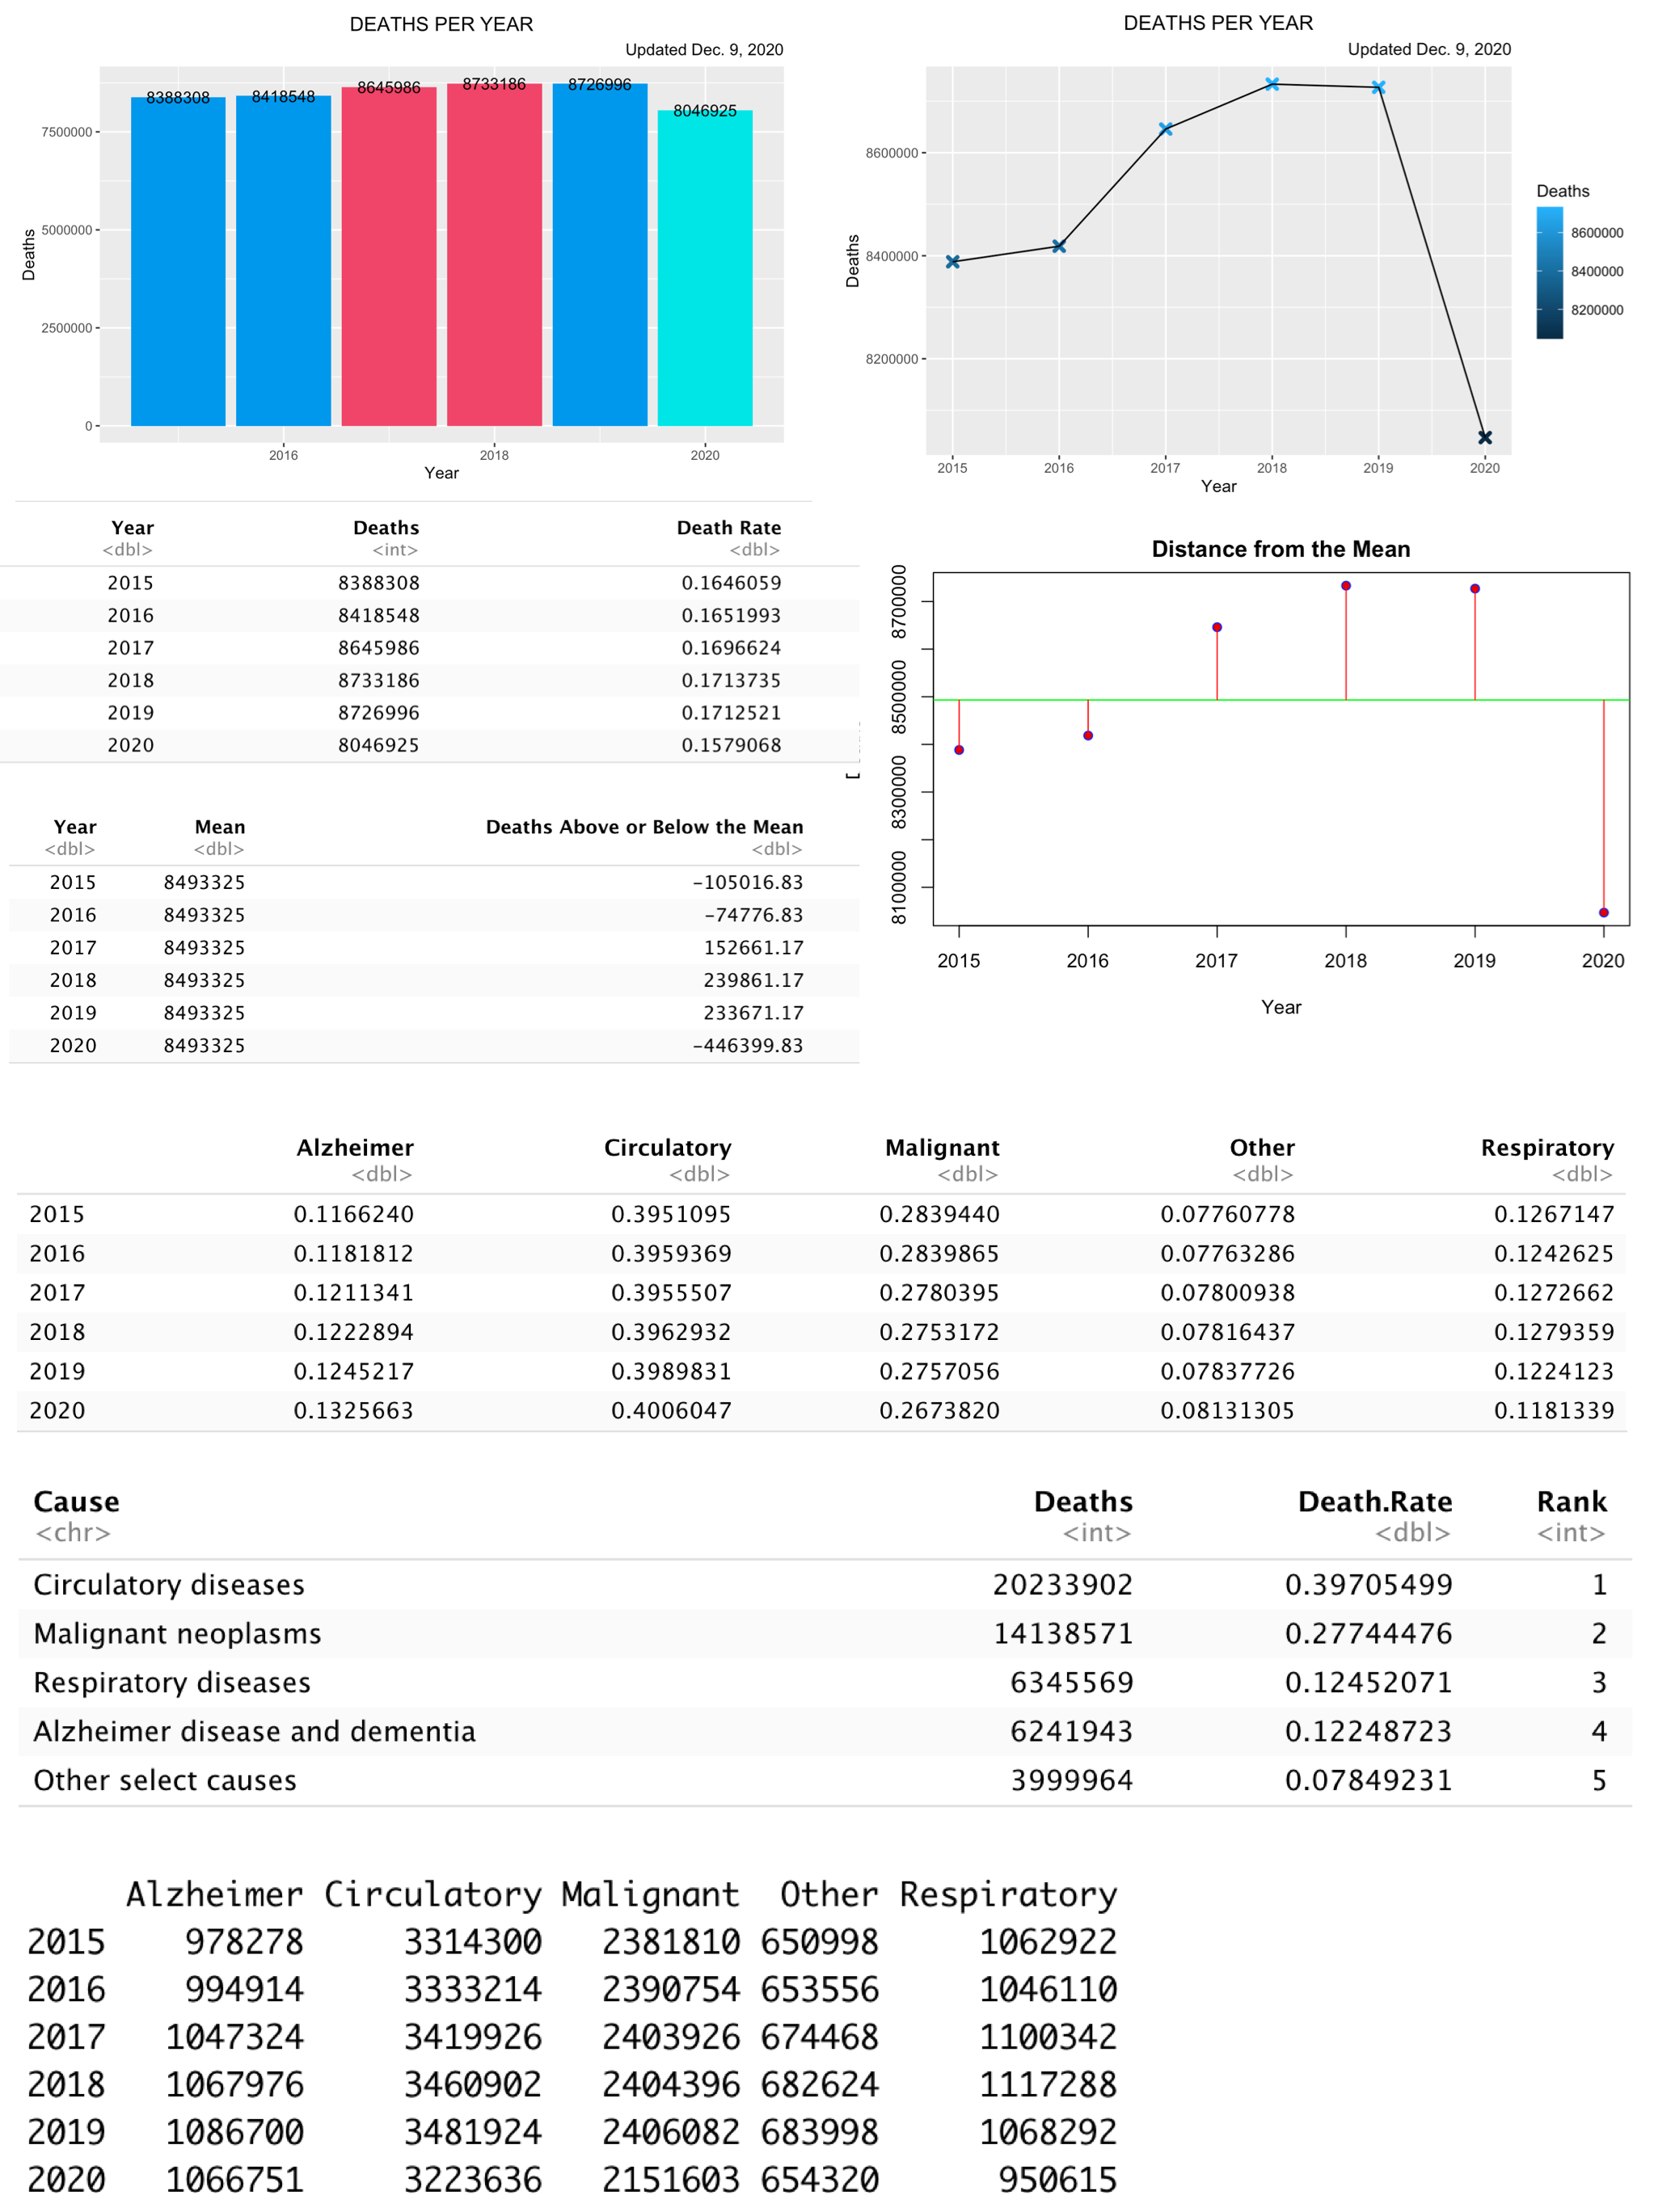 DEATHS PER YEAR
Updated Dec. 9, 2020
8388308 8418548 8645986 8733186 8726996 8046925
7500000
5000000
2500000
0
Deaths
2016 2018 2020
Year
DEATHS PER YEAR
Updated Dec. 9, 2020
8600000
8400000
8200000
Deaths
2015 2016 2017 2018 2019 2020
Year
Deaths
8600000
8400000
8200000
Year Deaths Death Rate
<dbl> <int> <dbl>
2015 8388308 0.1646059
2016 8418548 0.1651993
2017 8645986 0.1696624
2018 8733186 0.1713735
2019 8726996 0.1712521
2020 8046925 0.1579068
Distance from the Mean
8700000
8500000
8300000
8100000
2015 2016 2017 2018 2019 2020
Year
Year Mean Deaths Above or Below the Mean
<dbl> <dbl> <dbl>
2015 8493325 -105016.83
2016 8493325 -74776.83
2017 8493325 152661.17
2018 8493325 239861.17
2019 8493325 233671.17
2020 8493325 -446399.83
Alzheimer Circulatory Malignant Other Respiratory
<dbl> <dbl> <dbl> <dbl> <dbl>
2015 0.1166240 0.3951095 0.2839440 0.07760778 0.1267147
2016 0.1181812 0.3959369 0.2839865 0.07763286 0.1242625
2017 0.1211341 0.3955507 0.2780395 0.07800938 0.1272662
2018 0.1222894 0.3962932 0.2753172 0.07816437 0.1279359
2019 0.1245217 0.3989831 0.2757056 0.07837726 0.1224123
2020 0.1325663 0.4006047 0.2673820 0.08131305 0.1181339
Cause Deaths Death.Rate Rank
<chr> <int> <dbl> <int>
Circulatory diseases 20233902 0.39705499 1
Malignant neoplasms 14138571 0.27744476 2
Respiratory diseases 6345569 0.12452071 3
Alzheimer disease and dementia 6241943 0.12248723 4
Other select causes 3999964 0.07849231 5
Alzheimer Circulatory Malignant Other Respiratory
2015 978278 3314300 2381810 650998 1062922
2016 994914 3333214 2390754 653556 1046110
2017 1047324 3419926 2403926 674468 1100342
2018 1067976 3460902 2404396 682624 1117288
2019 1086700 3481924 2406082 683998 1068292
2020 1066751 3223636 2151603 654320 950615